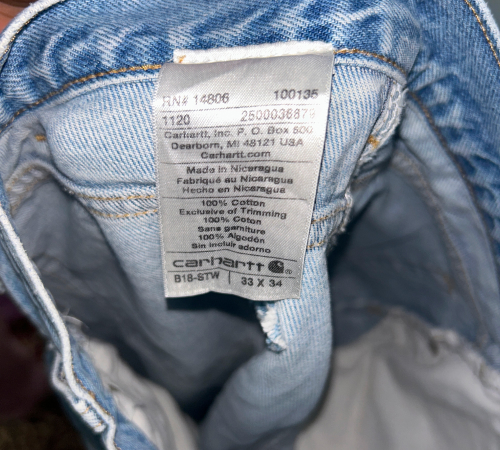 RN# 14806 100135
1120
Carhartt, Inc. P. O. Box 600
Dearborn, MI 48121 USA
Carhartt.com
Made in Nicaragua
Fabriqué au Nicaragua
Hecho en Nicaragua
100% Cotton
Exclusive of Trimming
100% Coton
Sans garniture
100% Algodón
Sin incluir adorno
carhartt
B18-STW 33 X 34